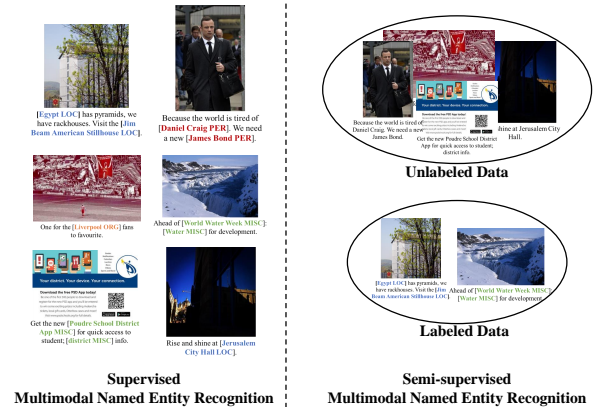 [Egypt LOC] has pyramids, we
have rackhouses. Visit the [Jim
Beam American Stillhouse LOC].
Because the world is tired of
[Daniel Craig PER]. We need
a new [James Bond PER].
One for the [Liverpool ORG] fans
to favourite.
Ahead of [World Water Week MISC]:
[Water MISC] for development.
Your district. Your device. Your connection.
Download the free PSD App today!
Get the new [Poudre School District
App MISC] for quick access to
student; [district MISC] info.
Rise and shine at [Jerusalem
City Hall LOC].
Supervised
Multimodal Named Entity Recognition
Your district. Your device. Your connection.
Because the world is tired of
Daniel Craig. We need a new
James Bond.
Get the new Poudre School District
App for quick access to student;
district info.
hine at Jerusalem City
Hall.
Unlabeled Data
[Egypt LOC] has pyramids, we
have rackhouses. Visit the [Jim
Beam American Stillhouse LOC].
Ahead of [World Water Week MISC]:
[Water MISC] for development.
Labeled Data
Semi-supervised
Multimodal Named Entity Recognition